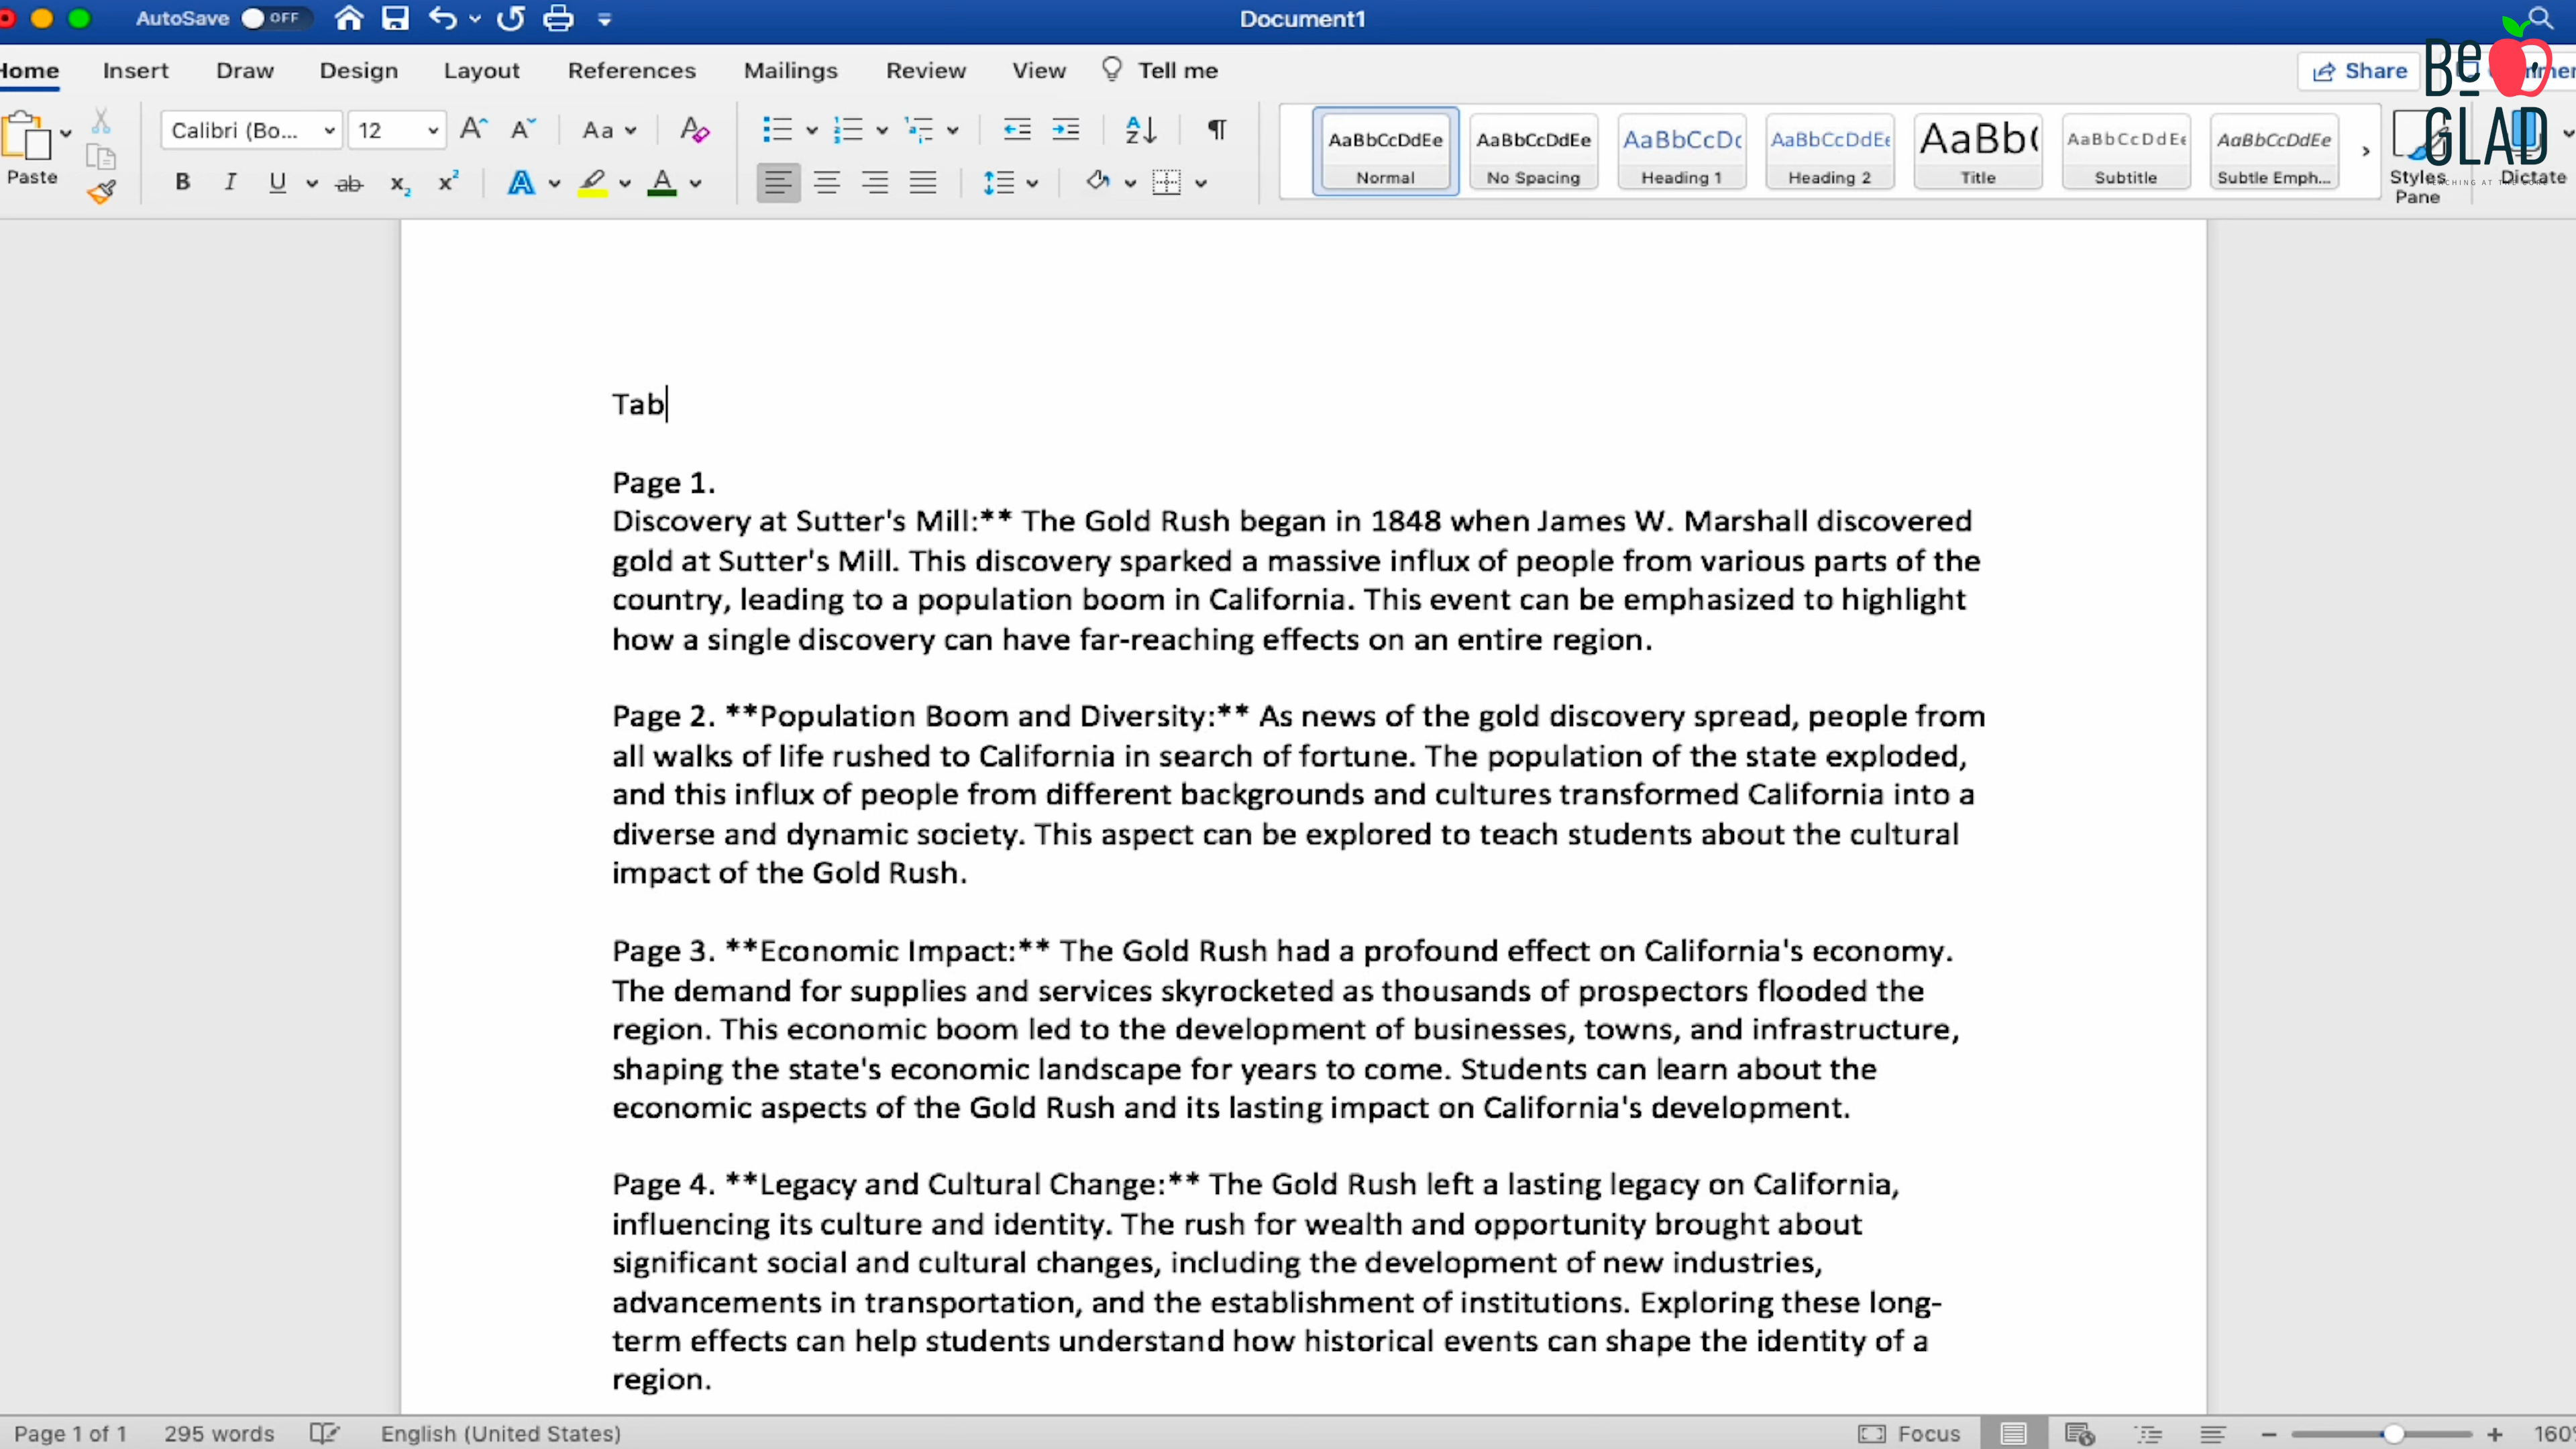 AutoSave OFF Document1
Home Insert Draw Design Layout References Mailings Review View Tell me Share
Be GLAD
Paste Calibri (Bo... 12 Aa
AaBbCcDdEe AaBbCcDdEe AaBbCcDc AaBbCcDdEe AaBb( AaBbCcDdEe AaBbCcDdEe
Normal No Spacing Heading 1 Heading 2 Title Subtitle Subtle Emph... Styles Pane Dictate
Tab
Page 1.
Discovery at Sutter's Mill:** The Gold Rush began in 1848 when James W. Marshall discovered
gold at Sutter's Mill. This discovery sparked a massive influx of people from various parts of the
country, leading to a population boom in California. This event can be emphasized to highlight
how a single discovery can have far-reaching effects on an entire region.
Page 2. **Population Boom and Diversity:** As news of the gold discovery spread, people from
all walks of life rushed to California in search of fortune. The population of the state exploded,
and this influx of people from different backgrounds and cultures transformed California into a
diverse and dynamic society. This aspect can be explored to teach students about the cultural
impact of the Gold Rush.
Page 3. **Economic Impact:** The Gold Rush had a profound effect on California's economy.
The demand for supplies and services skyrocketed as thousands of prospectors flooded the
region. This economic boom led to the development of businesses, towns, and infrastructure,
shaping the state's economic landscape for years to come. Students can learn about the
economic aspects of the Gold Rush and its lasting impact on California's development.
Page 4. **Legacy and Cultural Change:** The Gold Rush left a lasting legacy on California,
influencing its culture and identity. The rush for wealth and opportunity brought about
significant social and cultural changes, including the development of new industries,
advancements in transportation, and the establishment of institutions. Exploring these long-
term effects can help students understand how historical events can shape the identity of a
region.
Page 1 of 1 295 words English (United States) Focus 160